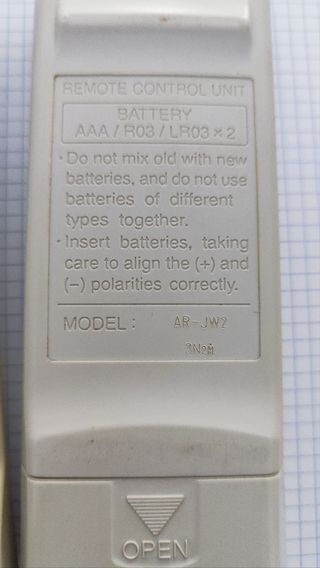 REMOTE CONTROL UNIT
BATTERY
AAA / R03 / LR03 × 2
· Do not mix old with new
batteries, and do not use
batteries of different
types together.
· Insert batteries, taking
care to align the (+) and
(−) polarities correctly.
MODEL : AR-JW2
OPEN